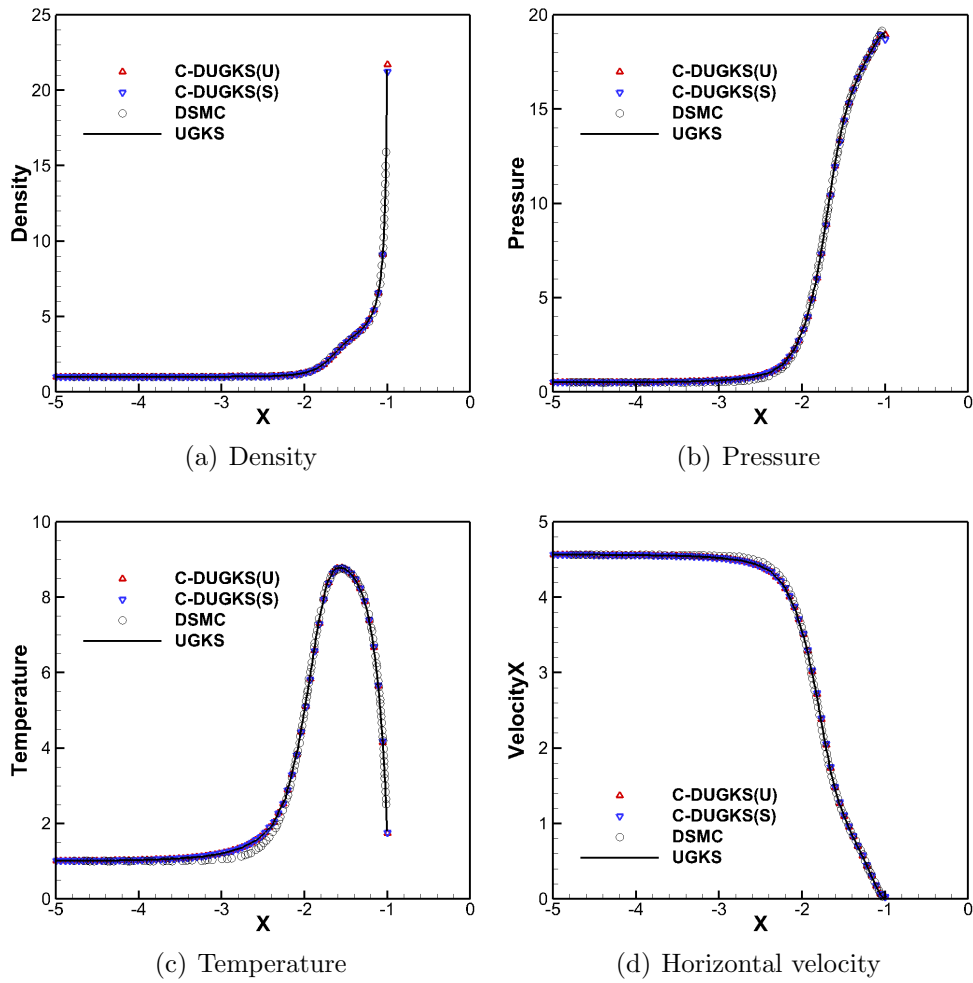 Density
25
20
15
10
5
0
C-DUGKS(U)
C-DUGKS(S)
DSMC
UGKS
-5 -4 -3 -2 -1 0
X
(a) Density
Pressure
20
15
10
5
0
C-DUGKS(U)
C-DUGKS(S)
DSMC
UGKS
-5 -4 -3 -2 -1 0
X
(b) Pressure
Temperature
10
8
6
4
2
0
C-DUGKS(U)
C-DUGKS(S)
DSMC
UGKS
-5 -4 -3 -2 -1 0
X
(c) Temperature
VelocityX
5
4
3
2
1
0
C-DUGKS(U)
C-DUGKS(S)
DSMC
UGKS
-5 -4 -3 -2 -1 0
X
(d) Horizontal velocity